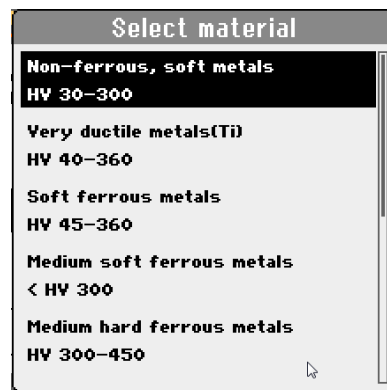 Select material
Non-ferrous, soft metals
HV 30-300
Very ductile metals(Ti)
HV 40-360
Soft ferrous metals
HV 45-360
Medium soft ferrous metals
< HV 300
Medium hard ferrous metals
HV 300-450